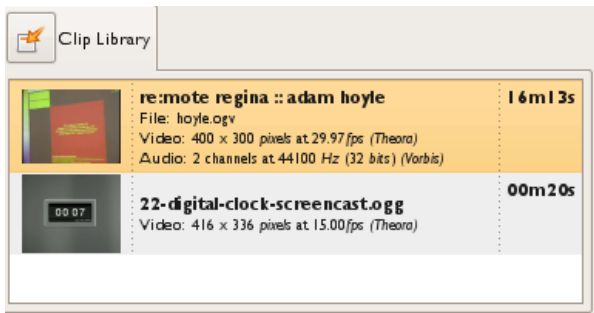 Clip Library
re:mote regina :: adam hoyle
16m13s
File: hoyle.ogv
Video: 400 x 300 pixels at 29.97fps (Theora)
Audio: 2 channels at 44100 Hz (32 bits) (Vorbis)
00 07
22-digital-clock-screencast.ogg
00m20s
Video: 416 x 336 pixels at 15.00fps (Theora)